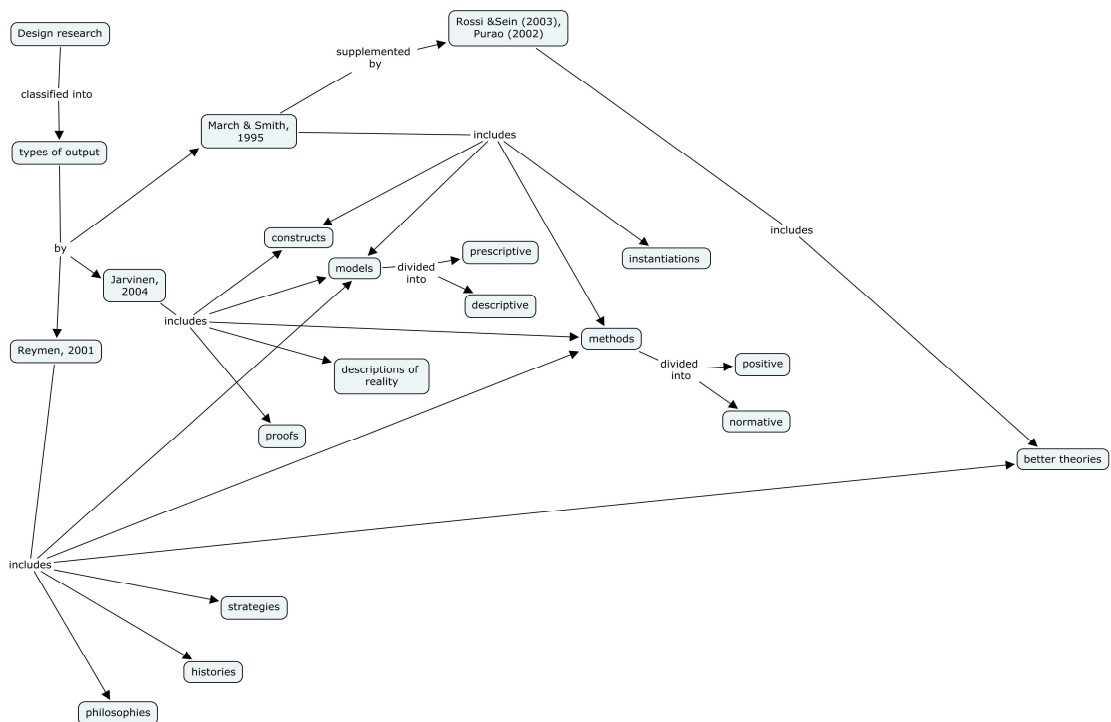 Design research
Rossi &Sein (2003),
Purao (2002)
supplemented
by
classified into
March & Smith,
1995
includes
types of output
includes
constructs
by
prescriptive
instantiations
models
divided
into
Jarvinen,
2004
descriptive
includes
methods
Reymen, 2001
descriptions of
reality
divided
into
positive
normative
proofs
better theories
includes
strategies
histories
philosophies